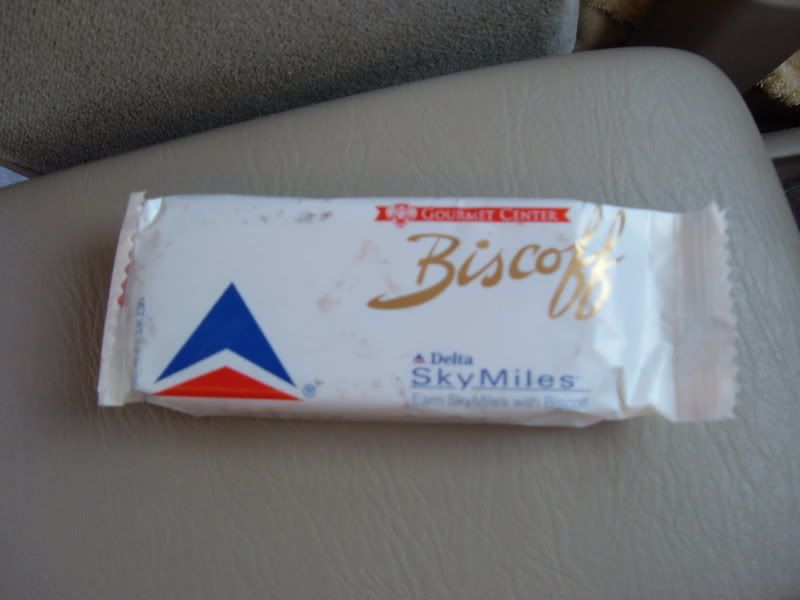 GOURMET CENTER
Biscoff
®
Delta
SkyMiles
Earn SkyMiles with Biscoff